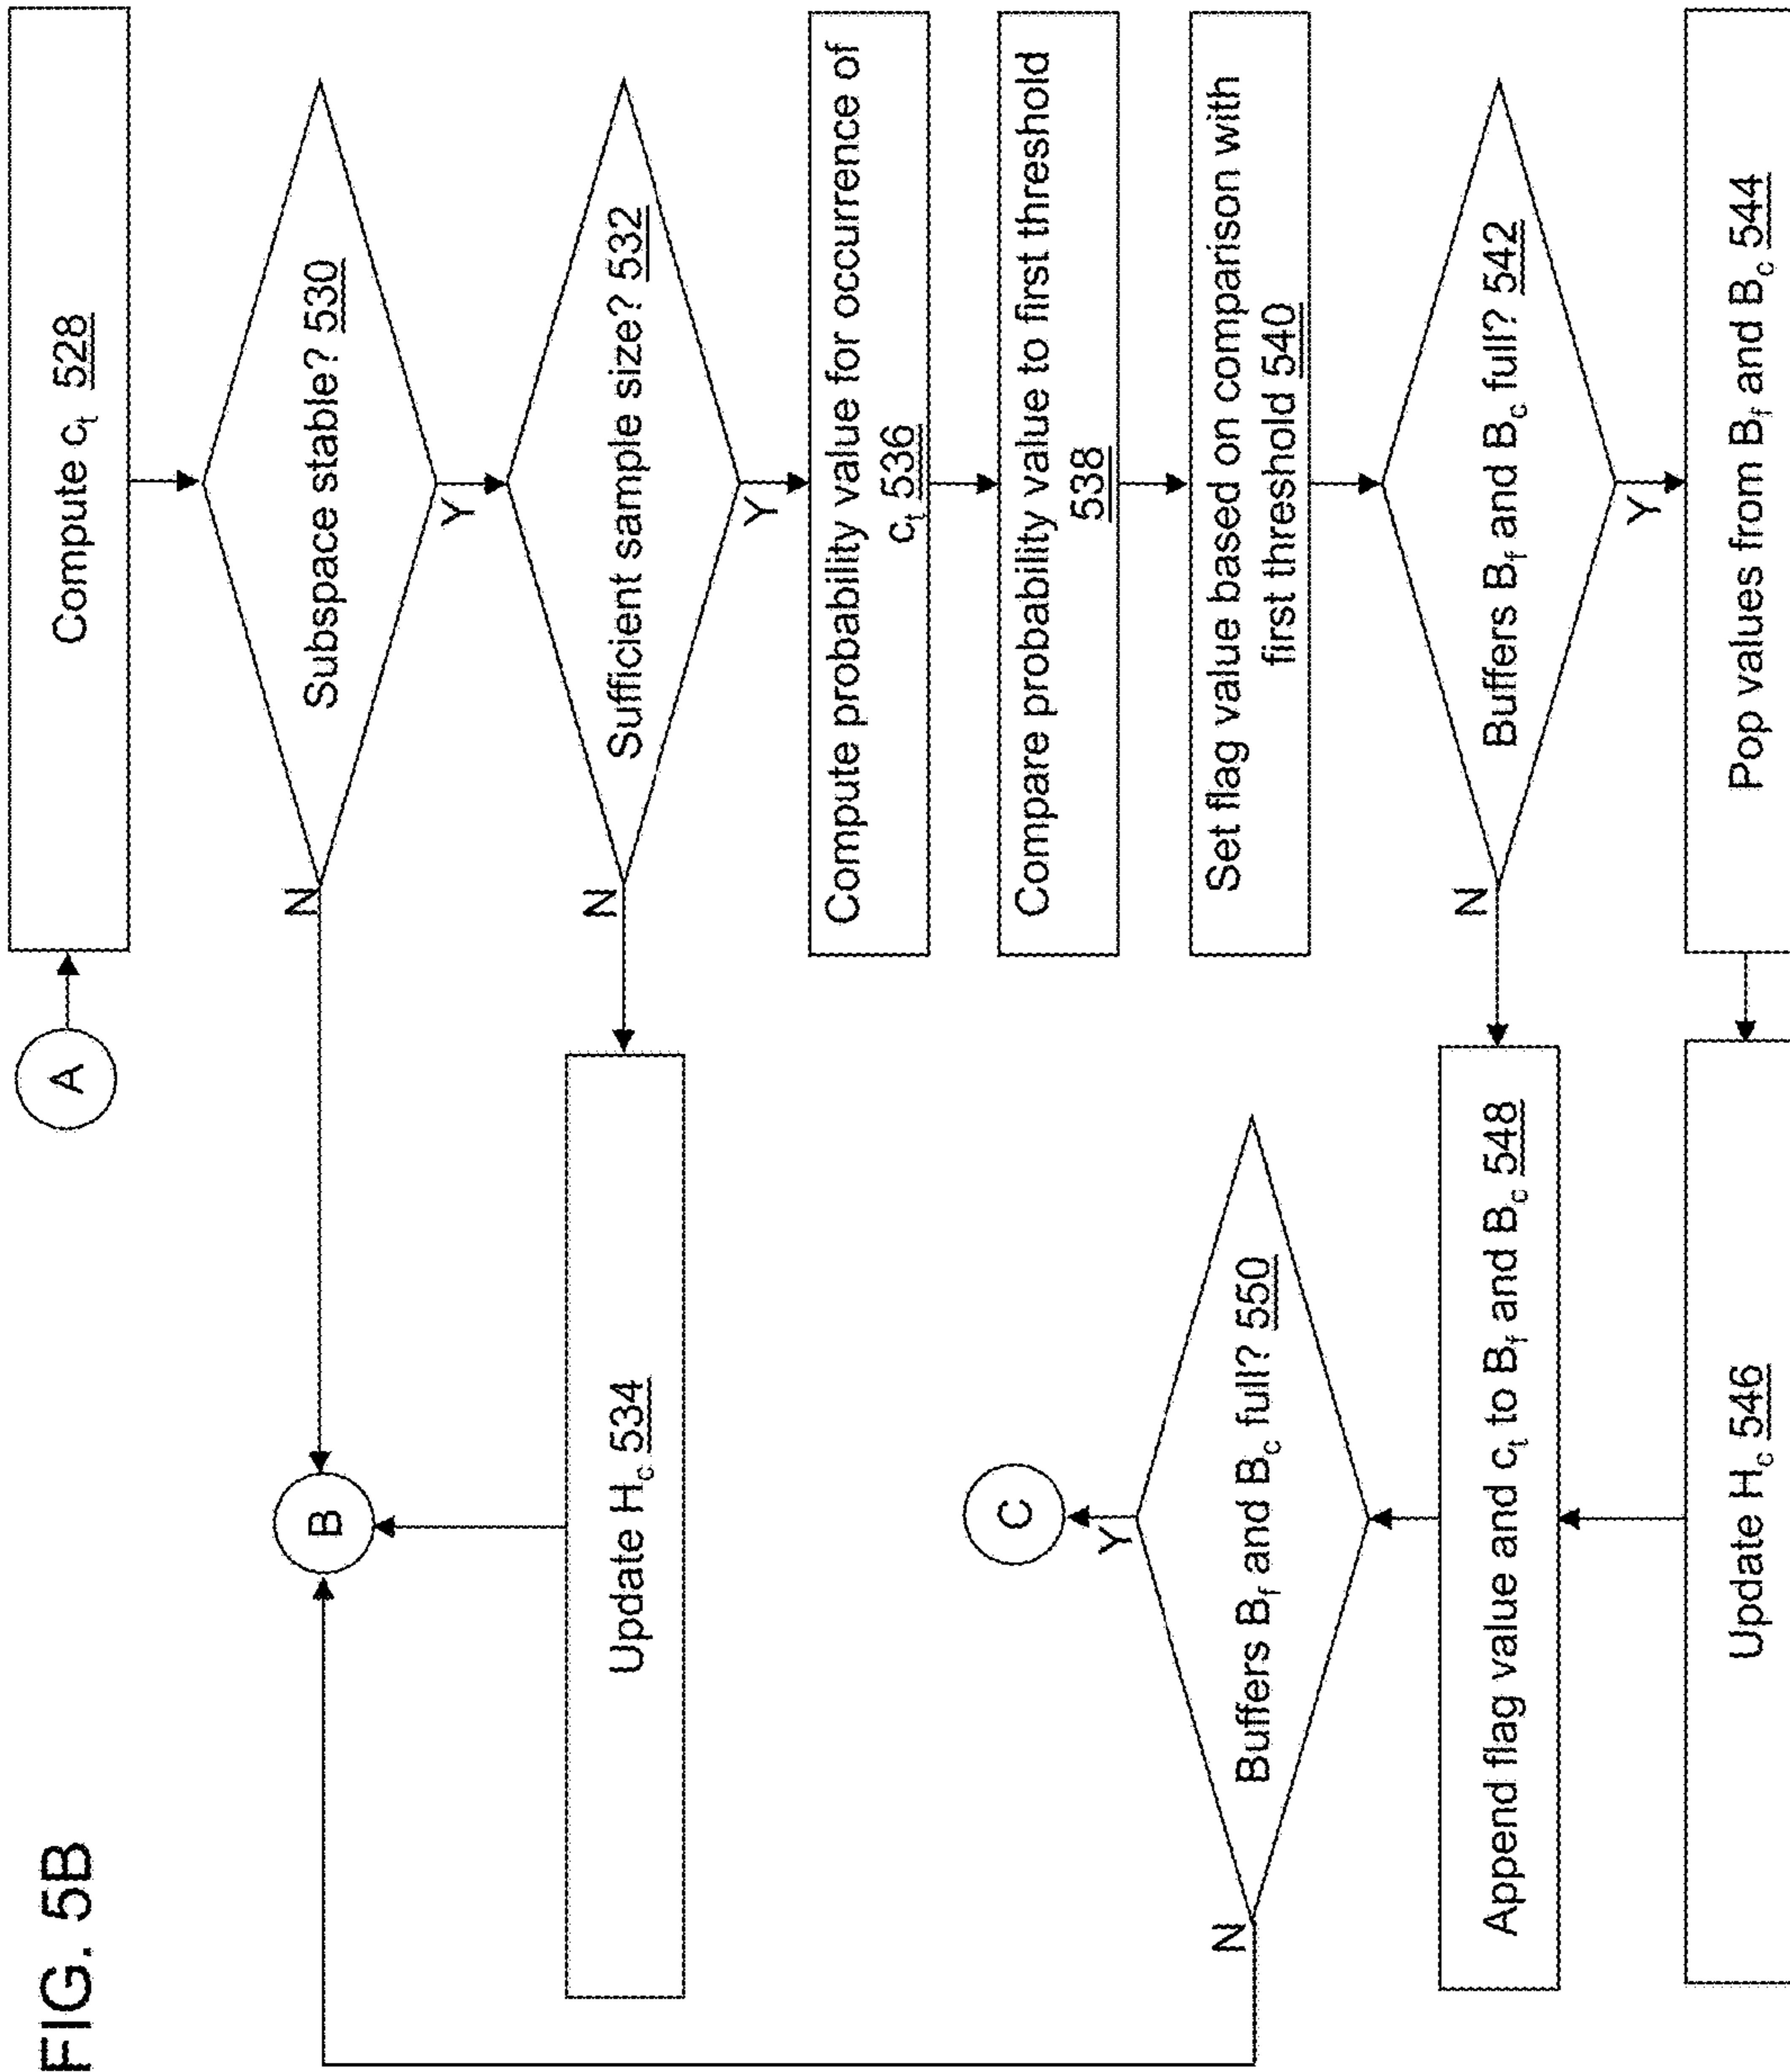 FIG. 5B
A
Compute cₜ 528
Subspace stable? 530
N
Y
B
Sufficient sample size? 532
N
Y
Update H_c 534
Compute probability value for occurrence of
cₜ 536
Compare probability value to first threshold
538
Set flag value based on comparison with
first threshold 540
Buffers B_f and B_c full? 542
N
Y
Pop values from B_f and B_c 544
Update H_c 546
Append flag value and cₜ to B_f and B_c 548
Buffers B_f and B_c full? 550
N
Y
C